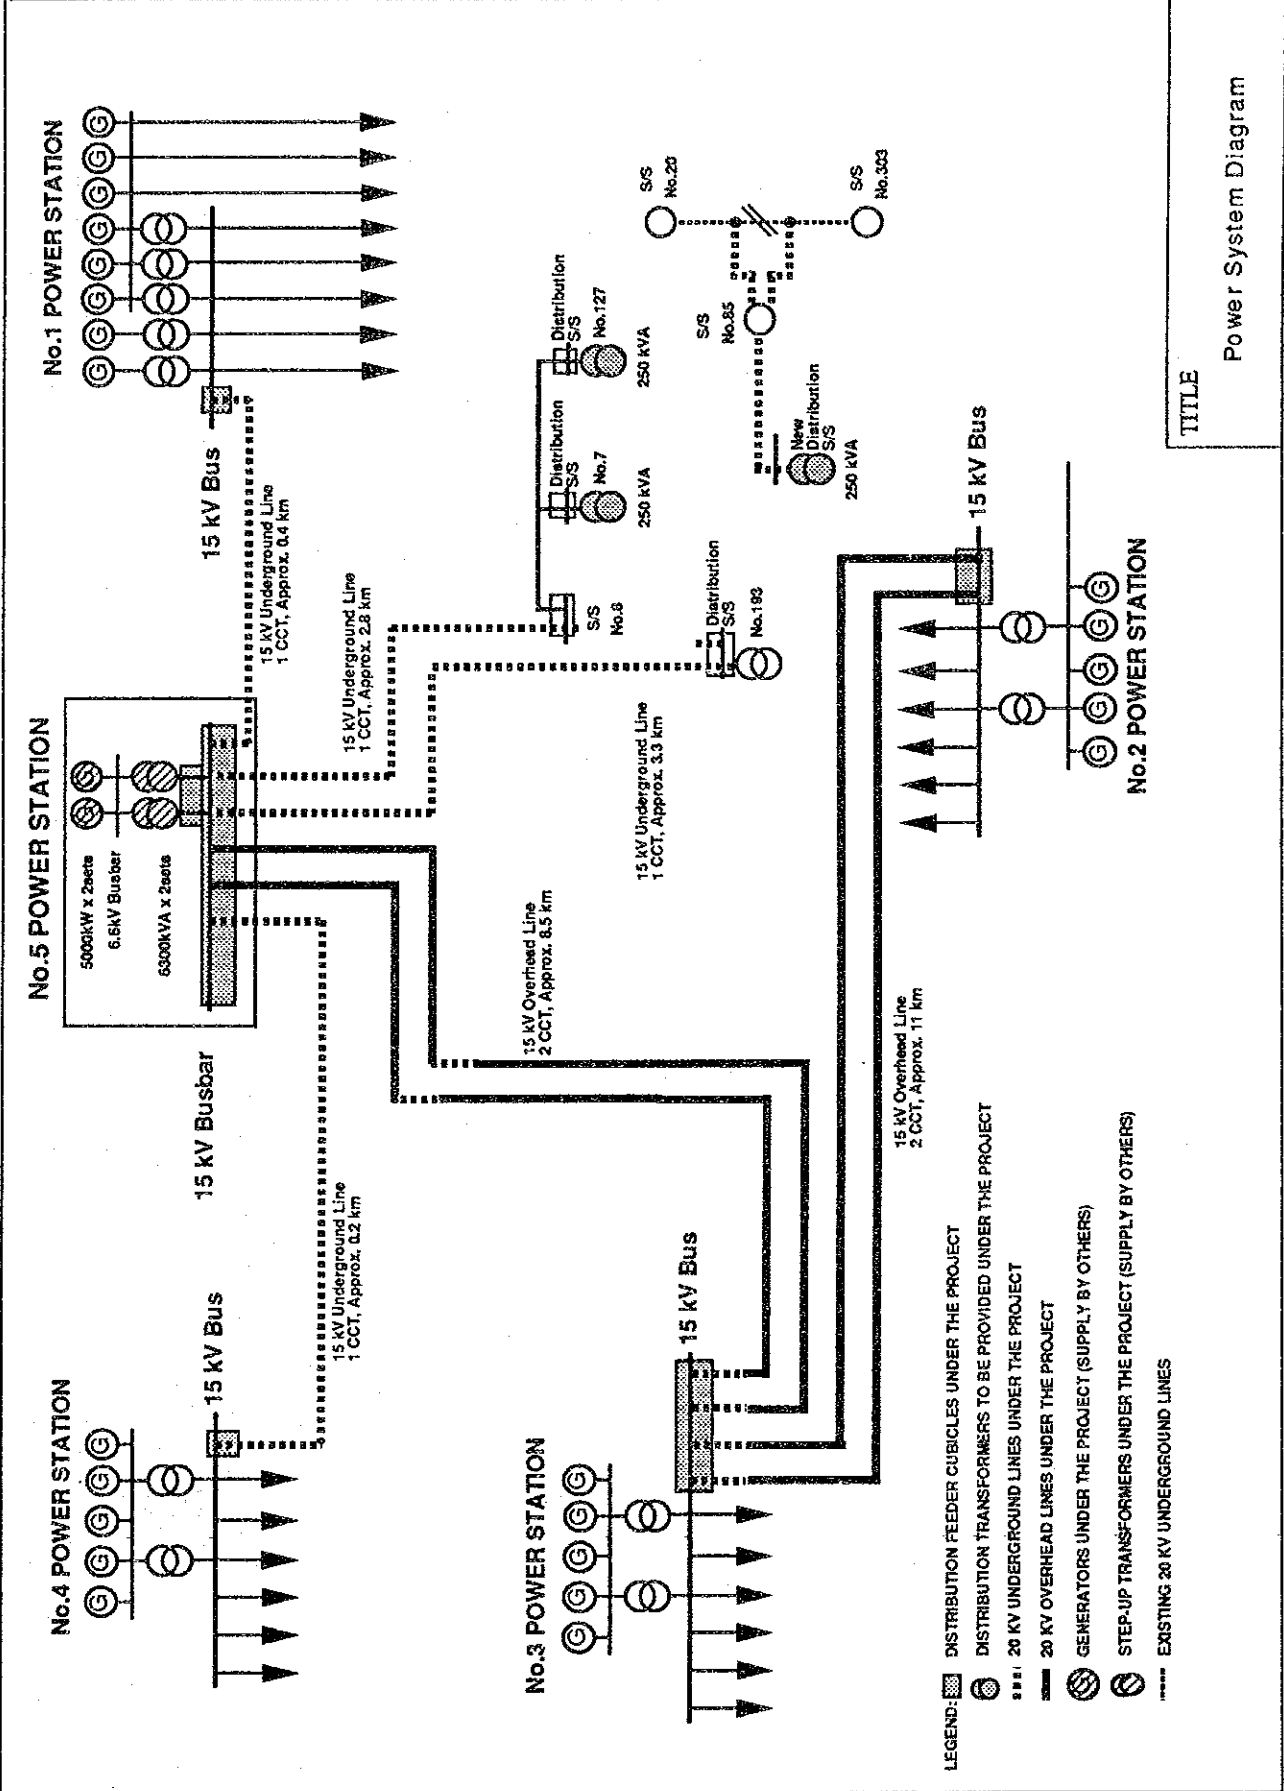 No.5 POWER STATION
5000kW x 2sets
6.6kV Busbar
6300kVA x 2sets
15 kV Busbar
No.4 POWER STATION
G
G
G
G
G
15 kV Bus
15 kV Underground Line
1 CCT, Approx. 0.2 km
No.1 POWER STATION
G
G
G
G
G
G
G
G
15 kV Bus
15 kV Underground Line
1 CCT, Approx. 0.4 km
15 kV Underground Line
1 CCT, Approx. 2.8 km
15 kV Overhead Line
2 CCT, Approx. 8.5 km
15 kV Underground Line
1 CCT, Approx. 3.3 km
S/S
No.8
Distribution
S/S
No.7
250 kVA
Distribution
S/S
No.127
250 kVA
Distribution
S/S
No.193
S/S
No.20
S/S
No.85
S/S
No.303
New
Distribution
S/S
250 kVA
No.3 POWER STATION
G
G
G
G
G
15 kV Bus
15 kV Overhead Line
2 CCT, Approx. 11 km
15 kV Bus
G
G
G
G
G
No.2 POWER STATION
LEGEND:
DISTRIBUTION FEEDER CUBICLES UNDER THE PROJECT
DISTRIBUTION TRANSFORMERS TO BE PROVIDED UNDER THE PROJECT
20 KV UNDERGROUND LINES UNDER THE PROJECT
20 KV OVERHEAD LINES UNDER THE PROJECT
GENERATORS UNDER THE PROJECT (SUPPLY BY OTHERS)
STEP-UP TRANSFORMERS UNDER THE PROJECT (SUPPLY BY OTHERS)
EXISTING 20 KV UNDERGROUND LINES
TITLE
Power System Diagram